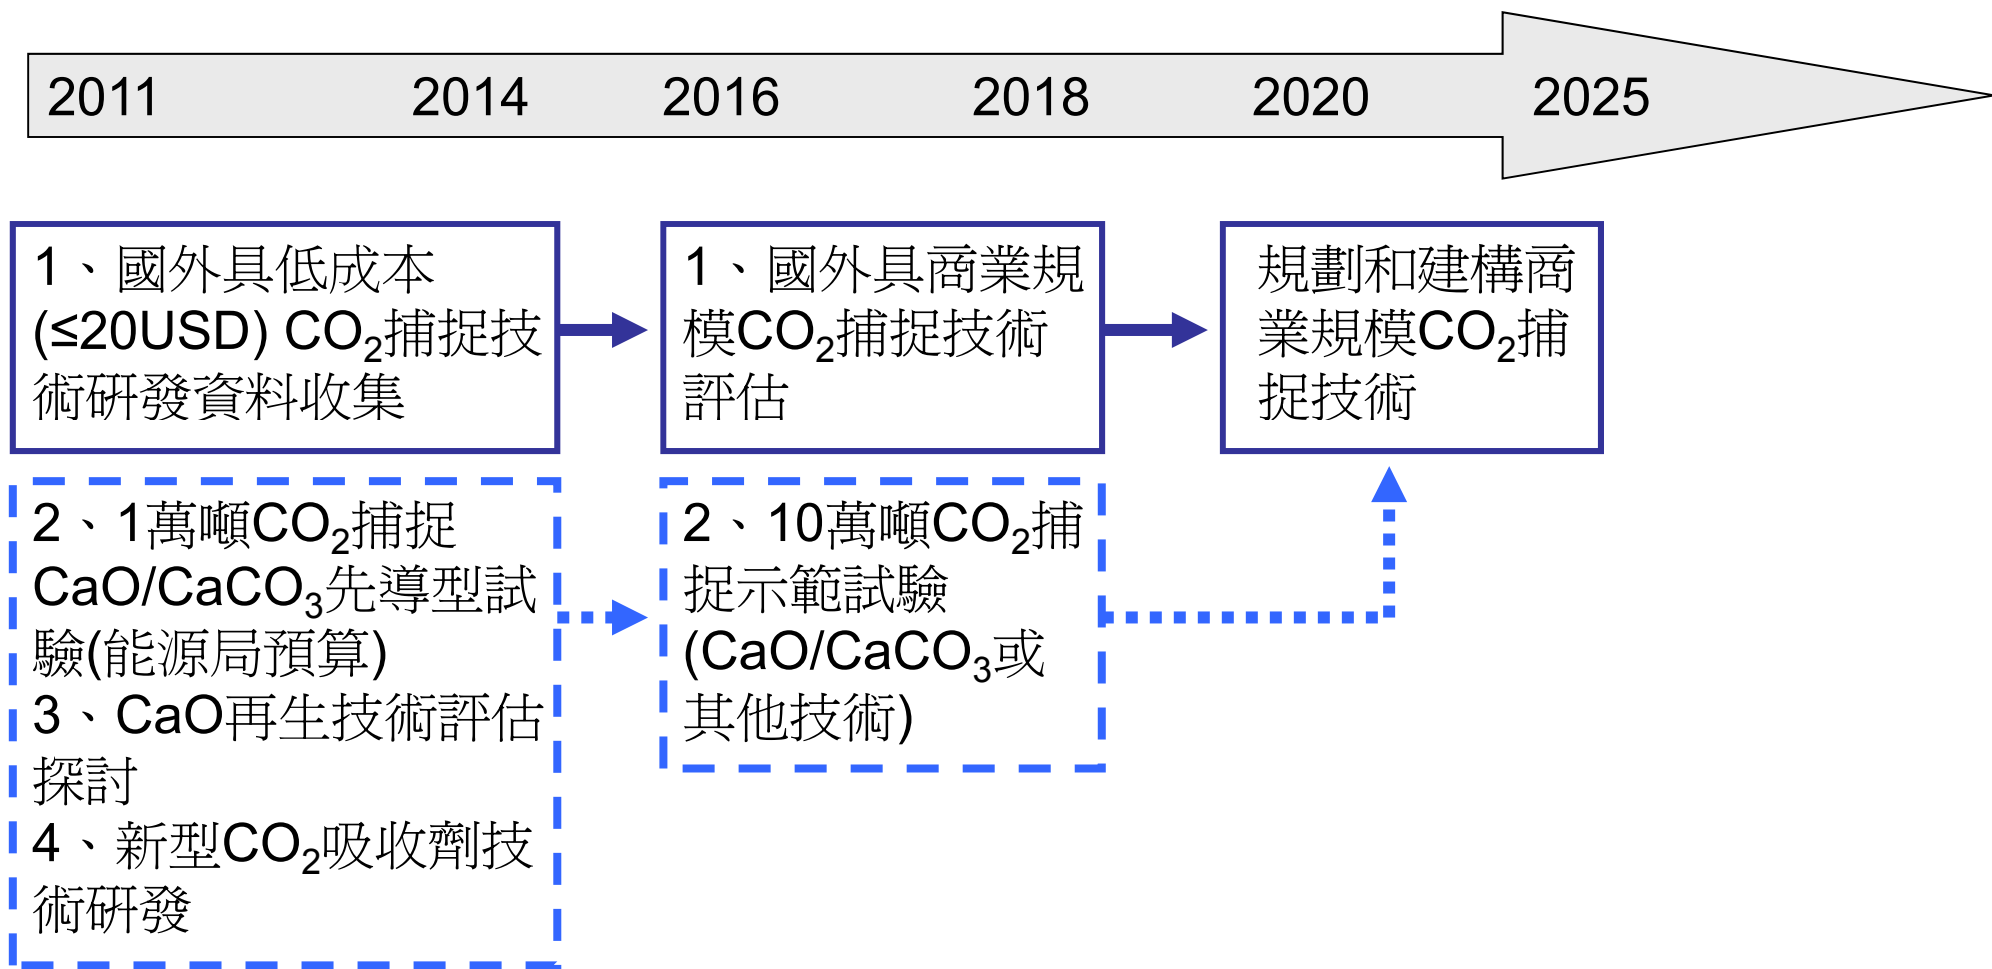 2011 2014 2016 2018 2020 2025
1、國外具低成本
(≤20USD) CO₂捕捉技
術研發資料收集
1、國外具商業規
模CO₂捕捉技術
評估
規劃和建構商
業規模CO₂捕
捉技術
2、1萬噸CO₂捕捉
CaO/CaCO₃先導型試
驗(能源局預算)
3、CaO再生技術評估
探討
4、新型CO₂吸收劑技
術研發
2、10萬噸CO₂捕
捉示範試驗
(CaO/CaCO₃或
其他技術)